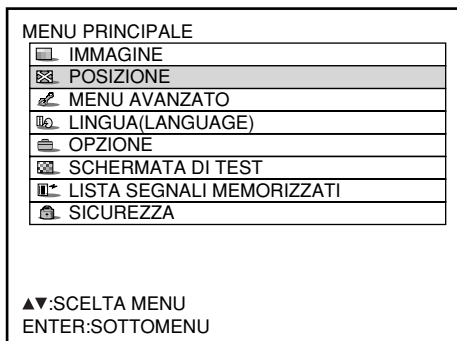 MENU PRINCIPALE
IMMAGINE
POSIZIONE
MENU AVANZATO
LINGUA(LANGUAGE)
OPZIONE
SCHERMATA DI TEST
LISTA SEGNALI MEMORIZZATI
SICUREZZA
▲▼:SCELTA MENU
ENTER:SOTTOMENU